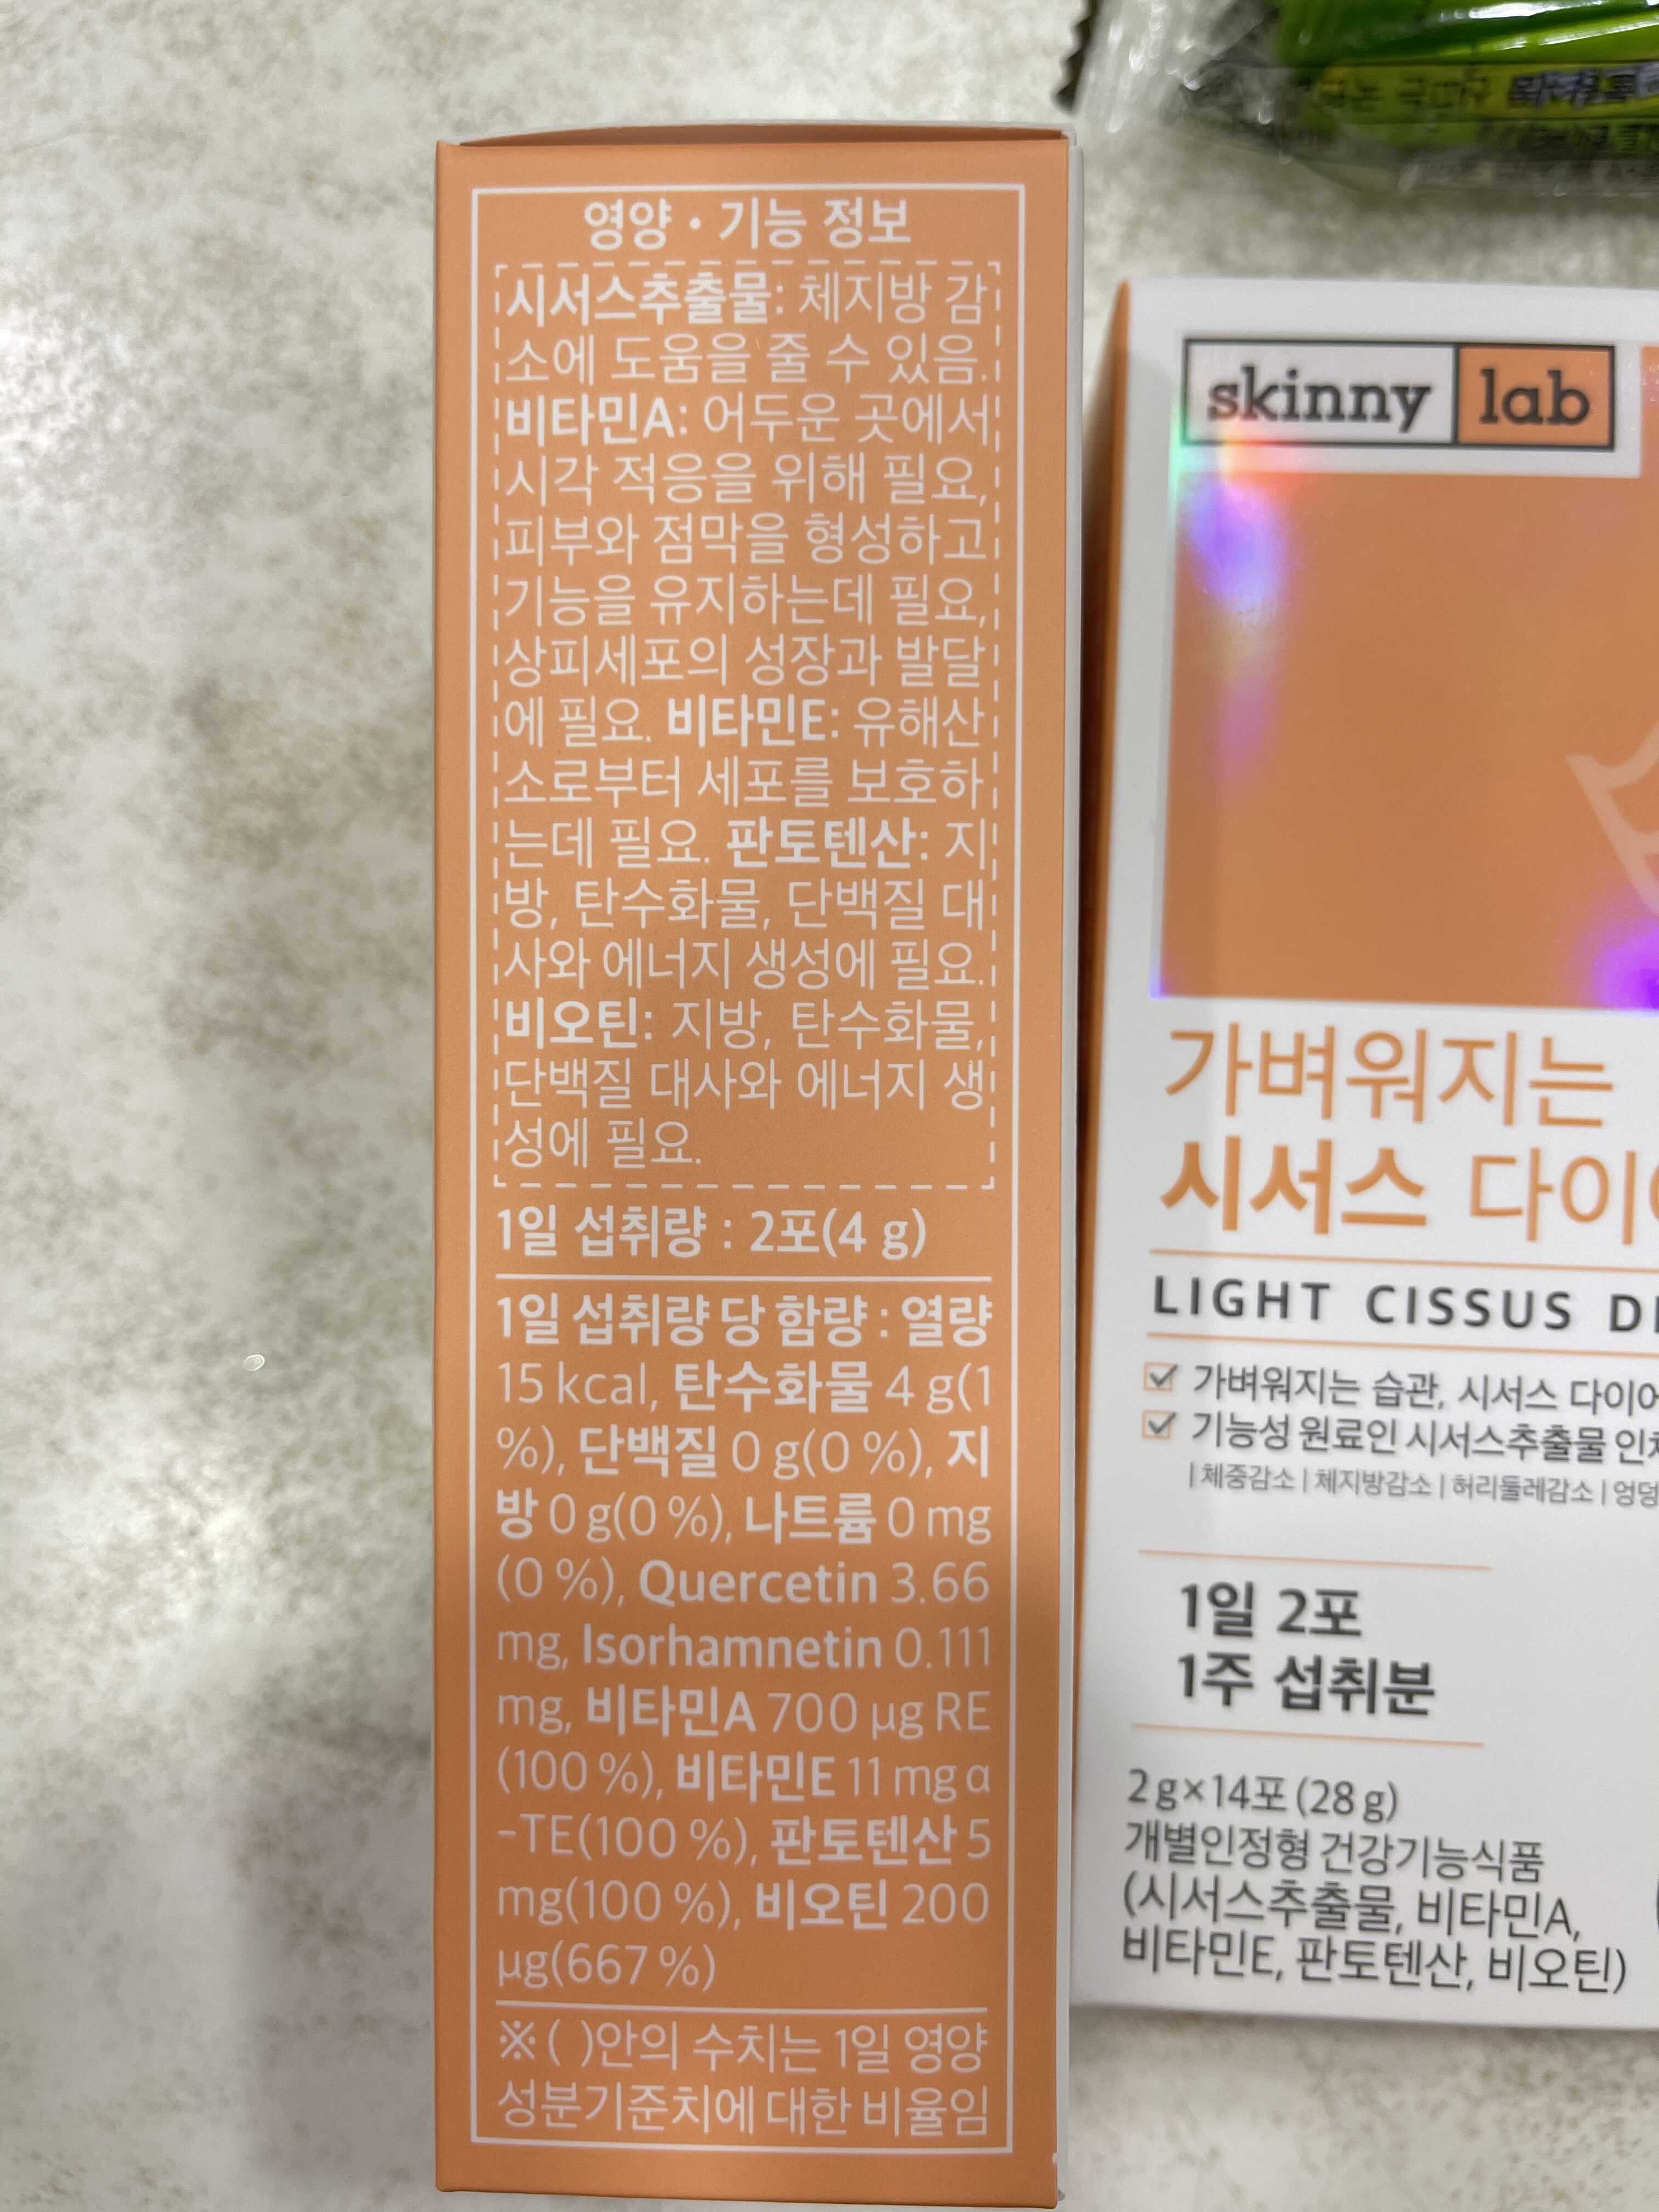 영양 · 기능 정보
시서스추출물: 체지방 감
소에 도움을 줄 수 있음.
비타민A: 어두운 곳에서
시각 적응을 위해 필요,
피부와 점막을 형성하고
기능을 유지하는데 필요,
상피세포의 성장과 발달
에 필요. 비타민E: 유해산
소로부터 세포를 보호하
는데 필요. 판토텐산: 지
방, 탄수화물, 단백질 대
사와 에너지 생성에 필요.
비오틴: 지방, 탄수화물,
단백질 대사와 에너지 생
성에 필요.
1일 섭취량 : 2포(4 g)
1일 섭취량 당 함량 : 열량
15 kcal, 탄수화물 4 g(1
%), 단백질 0 g(0 %), 지
방 0 g(0 %), 나트륨 0 mg
(0 %), Quercetin 3.66
mg, Isorhamnetin 0.111
mg, 비타민A 700 µg RE
(100 %), 비타민E 11 mg α
-TE(100 %), 판토텐산 5
mg(100 %), 비오틴 200
µg(667 %)
※ ( )안의 수치는 1일 영양
성분기준치에 대한 비율임
skinny lab
가벼워지는
시서스 다이
LIGHT CISSUS
가벼워지는 습관, 시서스 다이
기능성 원료인 시서스추출물
| 체중감소 | 체지방감소 | 허리둘레감소 | 엉덩
1일 2포
1주 섭취분
2 g×14포 (28 g)
개별인정형 건강기능식품
(시서스추출물, 비타민A,
비타민E, 판토텐산, 비오틴)